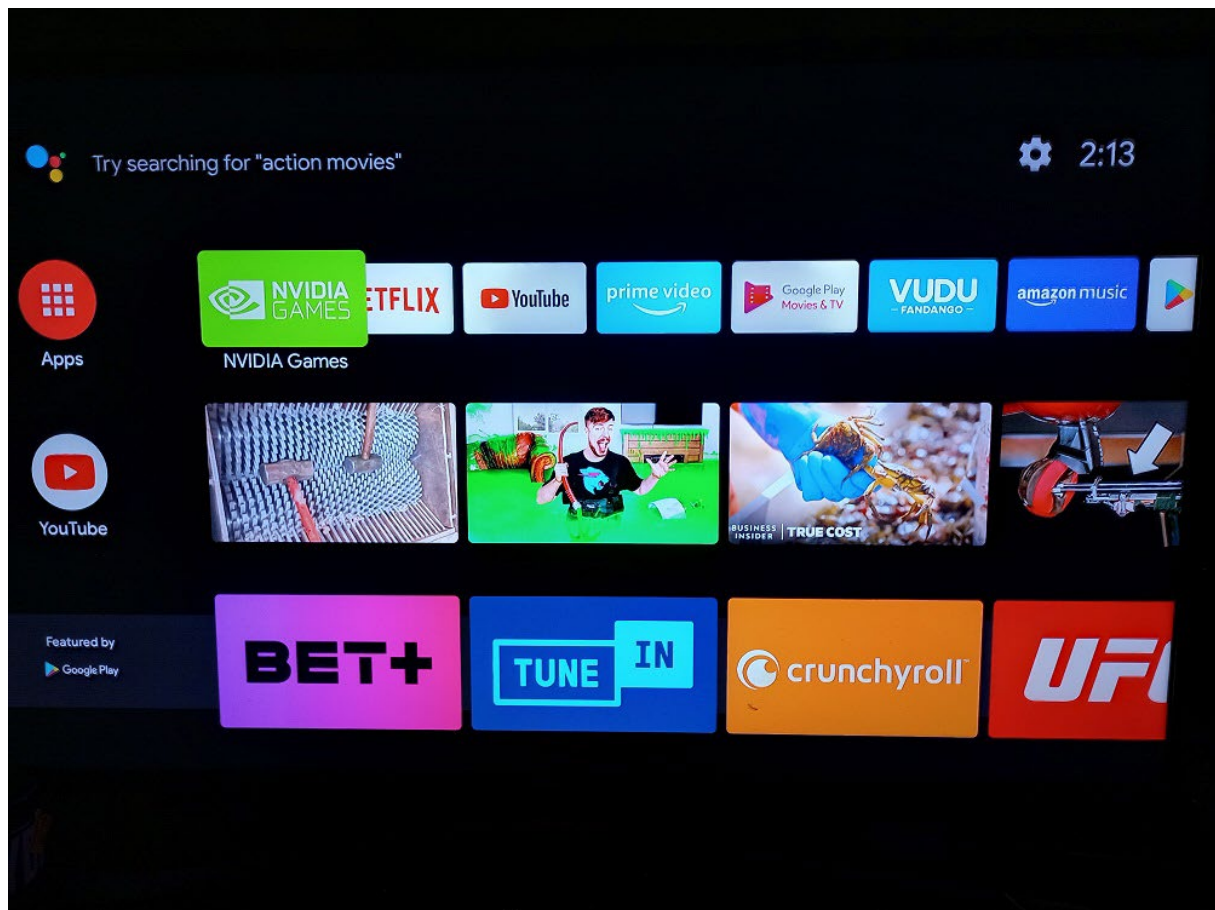 Try searching for "action movies"
2:13
Apps
NVIDIA
GAMES
ETFLIX
YouTube
prime video
Google Play
Movies & TV
VUDU
FANDANGO
amazon music
NVIDIA Games
YouTube
BUSINESS
INSIDER
TRUE COST
Featured by
Google Play
BET+
TUNE
IN
crunchyroll
UFC